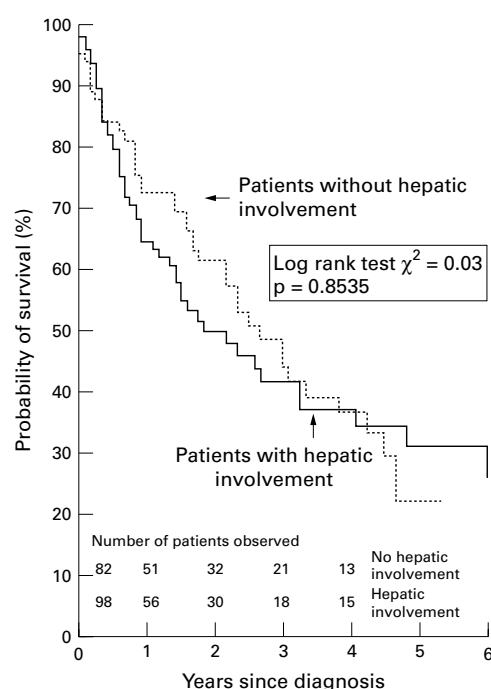 100
90
80
70
60
50
40
30
20
10
0
Probability of survival (%)
Patients without hepatic
involvement
Log rank test χ² = 0.03
p = 0.8535
Patients with hepatic
involvement
Number of patients observed
82 51 32 21 13 No hepatic
involvement
98 56 30 18 15 Hepatic
involvement
0 1 2 3 4 5 6
Years since diagnosis